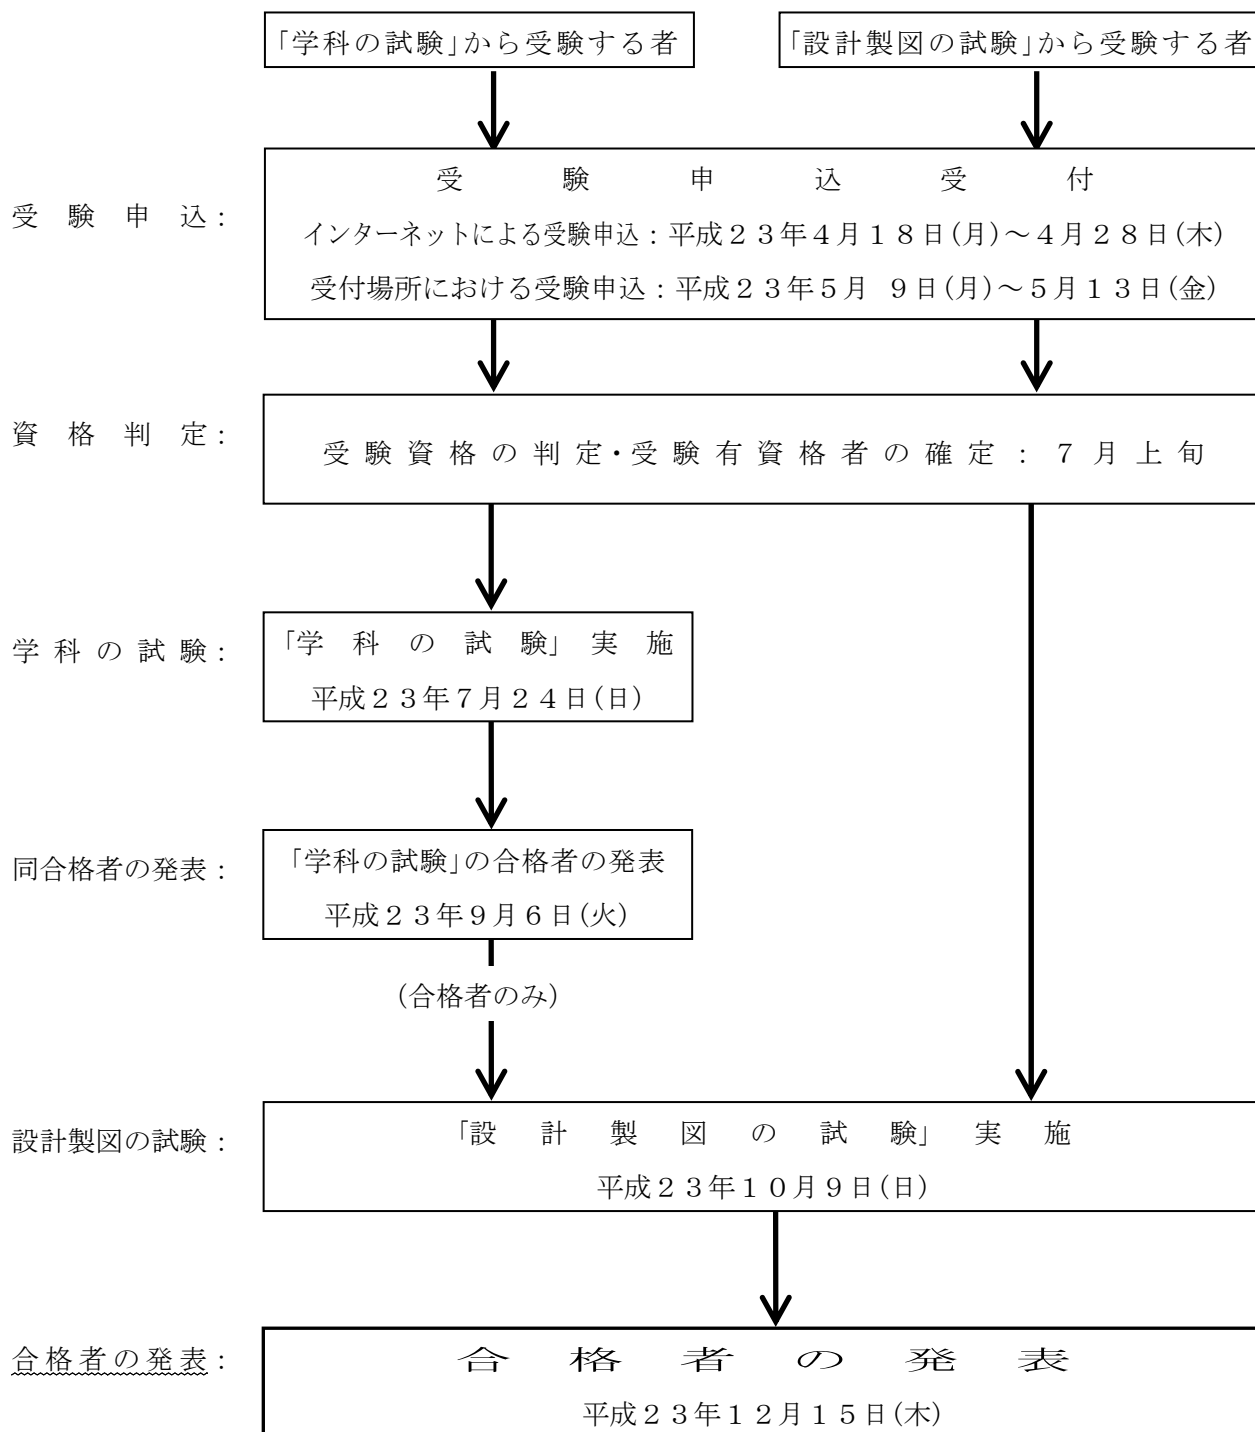 「学科の試験」から受験する者
「設計製図の試験」から受験する者
受験申込：
受験申込受付
インターネットによる受験申込：平成２３年４月１８日(月)～４月２８日(木)
受付場所における受験申込：平成２３年５月 ９日(月)～５月１３日(金)
資格判定：
受験資格の判定・受験有資格者の確定：７月上旬
学科の試験：
「学科の試験」実施
平成２３年７月２４日(日)
同合格者の発表：
「学科の試験」の合格者の発表
平成２３年９月６日(火)
(合格者のみ)
設計製図の試験：
「設計製図の試験」実施
平成２３年１０月９日(日)
合格者の発表：
合格者の発表
平成２３年１２月１５日(木)